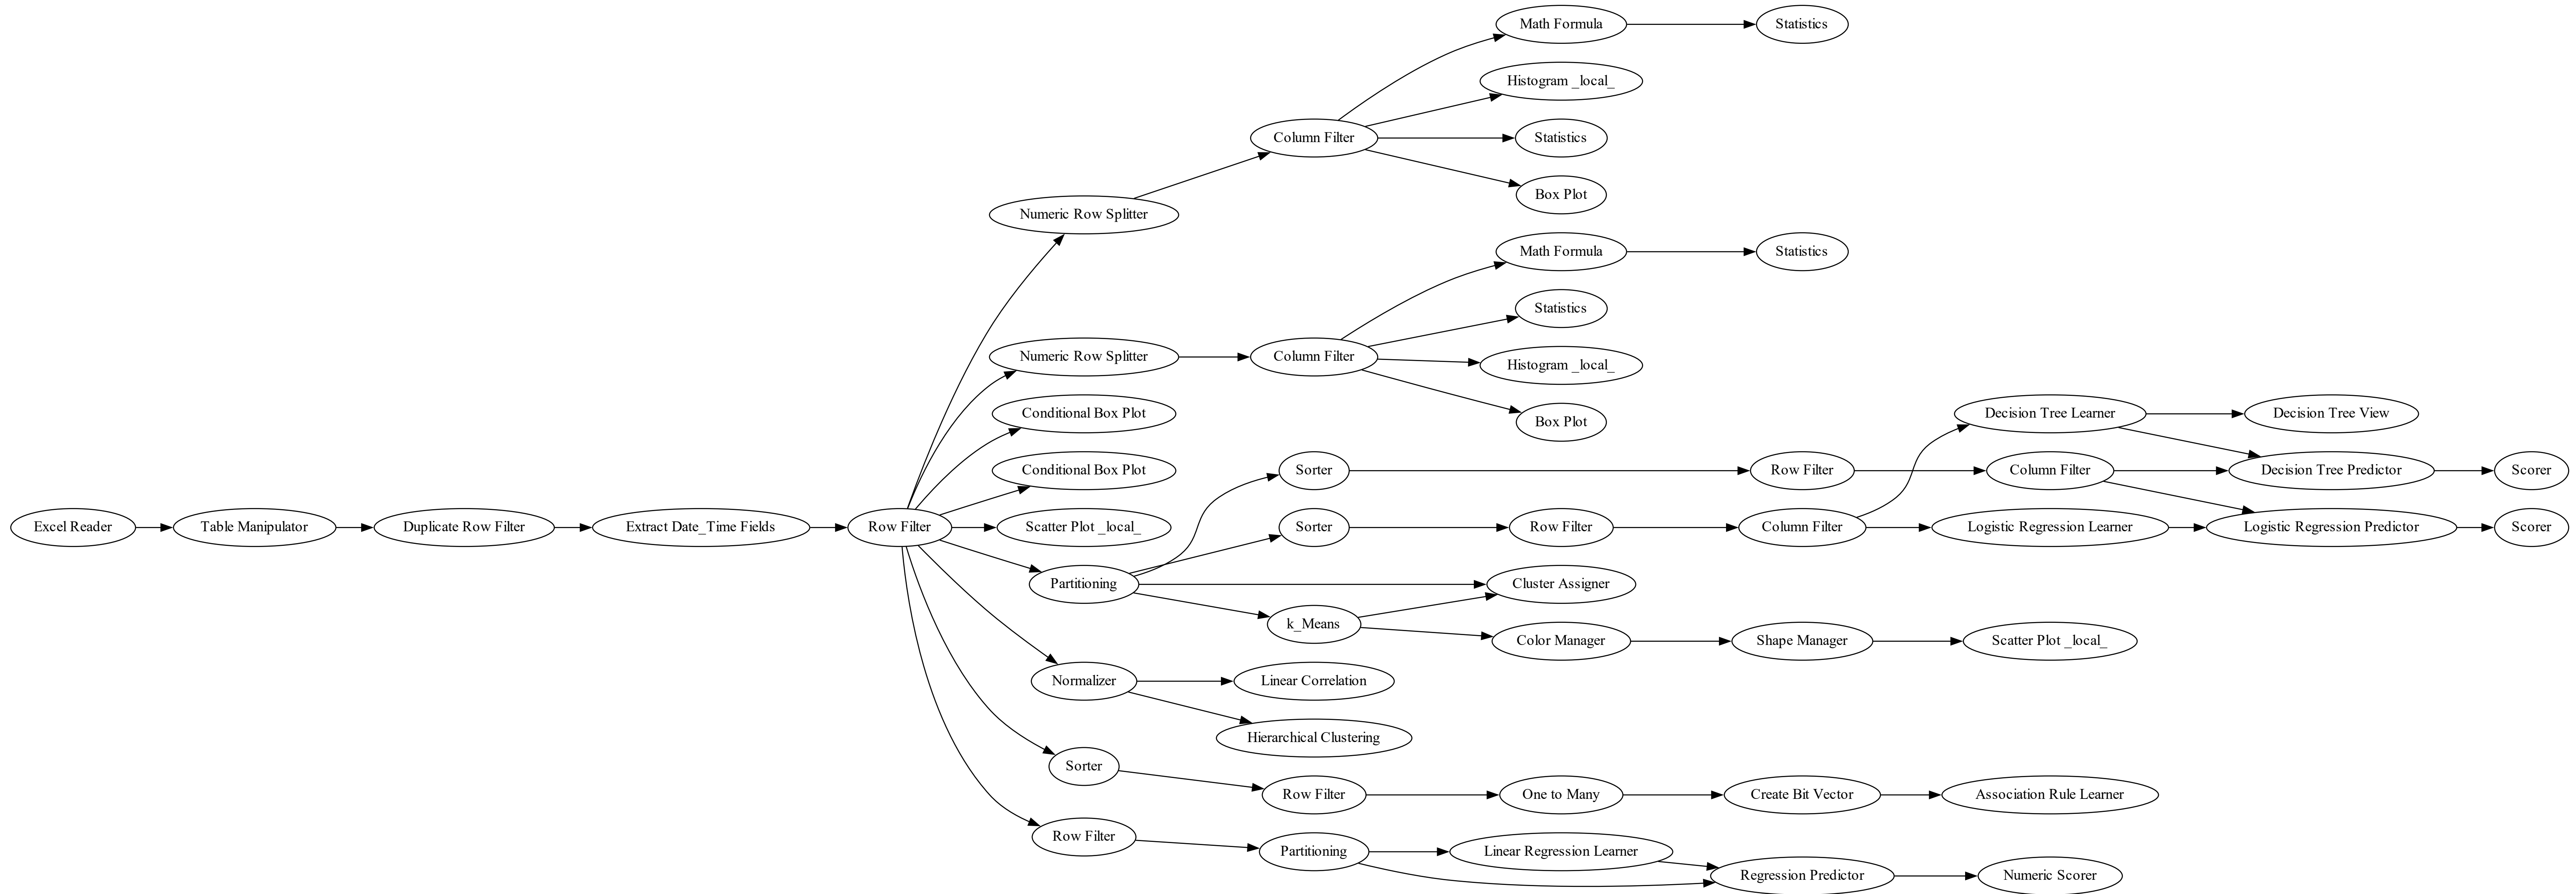 Math Formula
Statistics
Histogram _local_
Column Filter
Statistics
Box Plot
Numeric Row Splitter
Math Formula
Statistics
Statistics
Numeric Row Splitter
Column Filter
Histogram _local_
Conditional Box Plot
Box Plot
Decision Tree Learner
Decision Tree View
Conditional Box Plot
Sorter
Row Filter
Column Filter
Decision Tree Predictor
Scorer
Excel Reader
Table Manipulator
Duplicate Row Filter
Extract Date_Time Fields
Row Filter
Scatter Plot _local_
Sorter
Row Filter
Column Filter
Logistic Regression Learner
Logistic Regression Predictor
Scorer
Partitioning
Cluster Assigner
k_Means
Color Manager
Shape Manager
Scatter Plot _local_
Normalizer
Linear Correlation
Hierarchical Clustering
Sorter
Row Filter
One to Many
Create Bit Vector
Association Rule Learner
Row Filter
Partitioning
Linear Regression Learner
Regression Predictor
Numeric Scorer